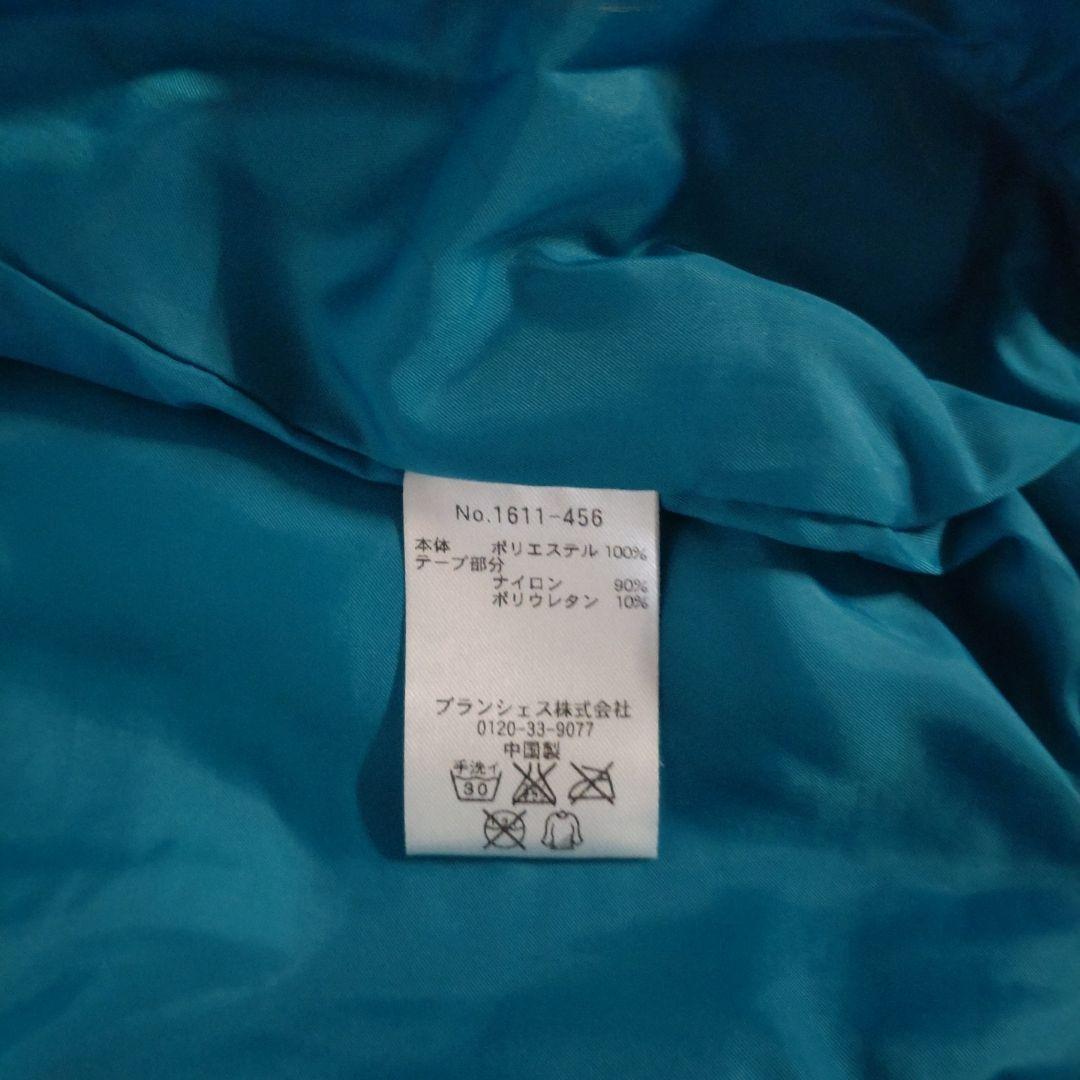 No.1611-456
本体 ポリエステル 100%
テープ部分
ナイロン 90%
ポリウレタン 10%
ブランシェス株式会社
0120-33-9077
中国製
手洗イ
30